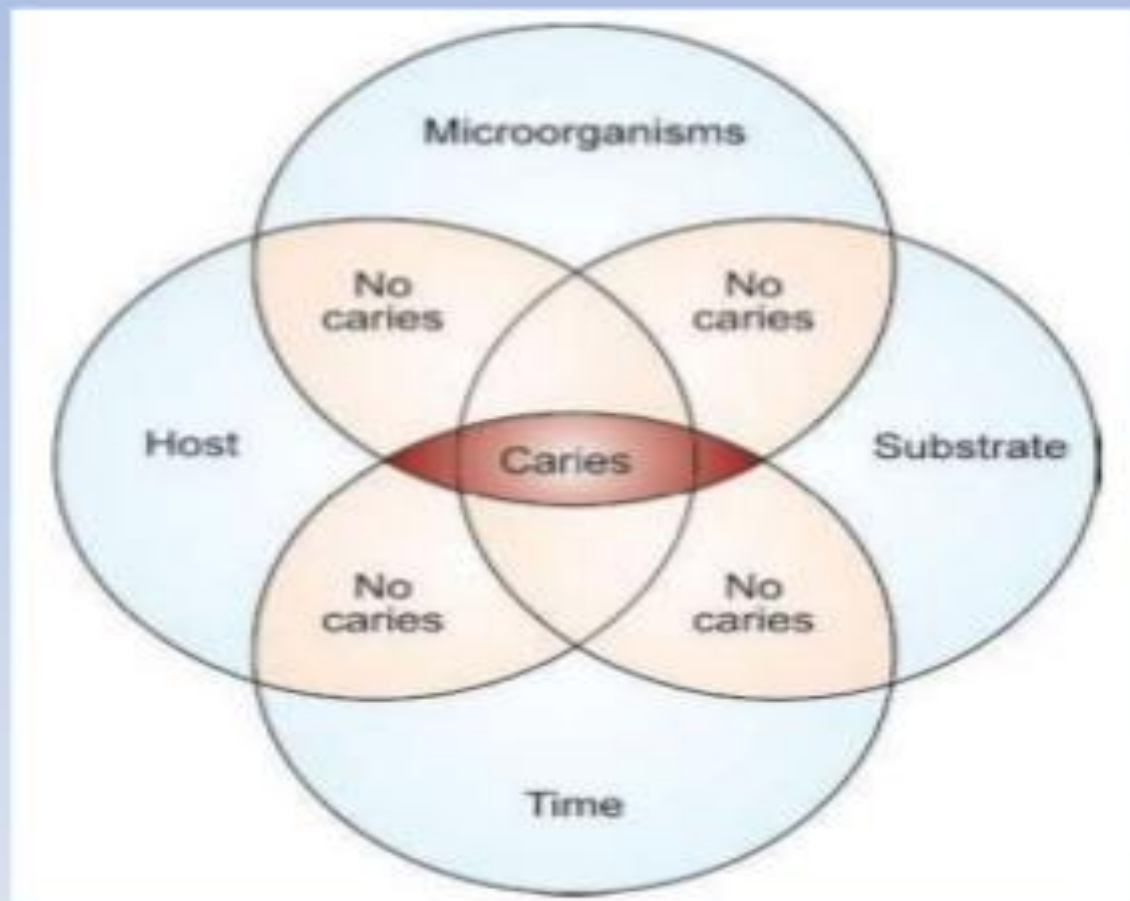 Microorganisms
No
caries
No
caries
Host
Caries
Substrate
No
caries
No
caries
Time